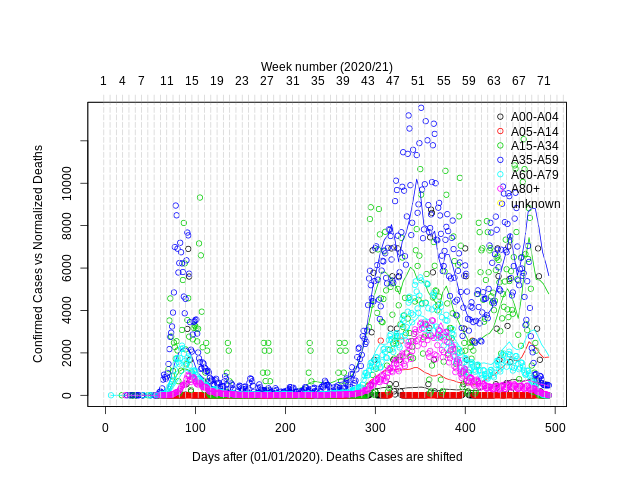 Week number (2020/21)
1 4 7 11 15 19 23 27 31 35 39 43 47 51 55 59 63 67 71
A00-A04
A05-A14
A15-A34
A35-A59
A60-A79
A80+
unknown
Confirmed Cases vs Normalized Deaths
0 2000 4000 6000 8000 10000
0 100 200 300 400 500
Days after (01/01/2020). Deaths Cases are shifted